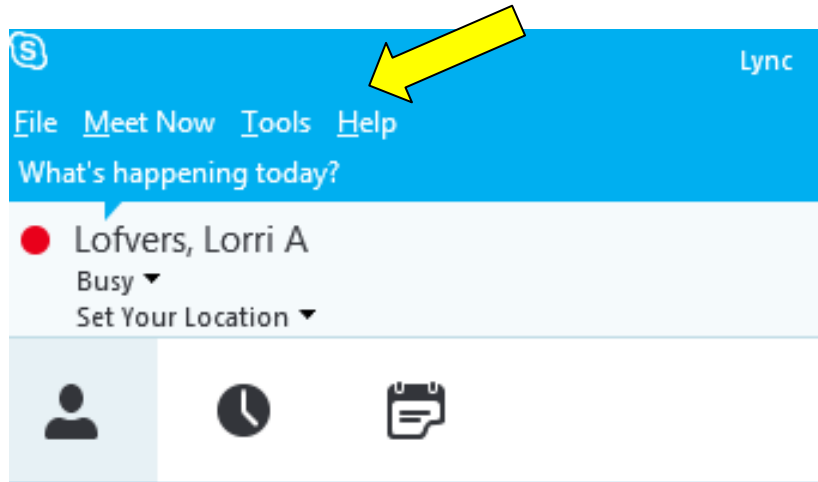 S
Lync
File Meet Now Tools Help
What's happening today?
Lofvers, Lorri A
Busy
Set Your Location